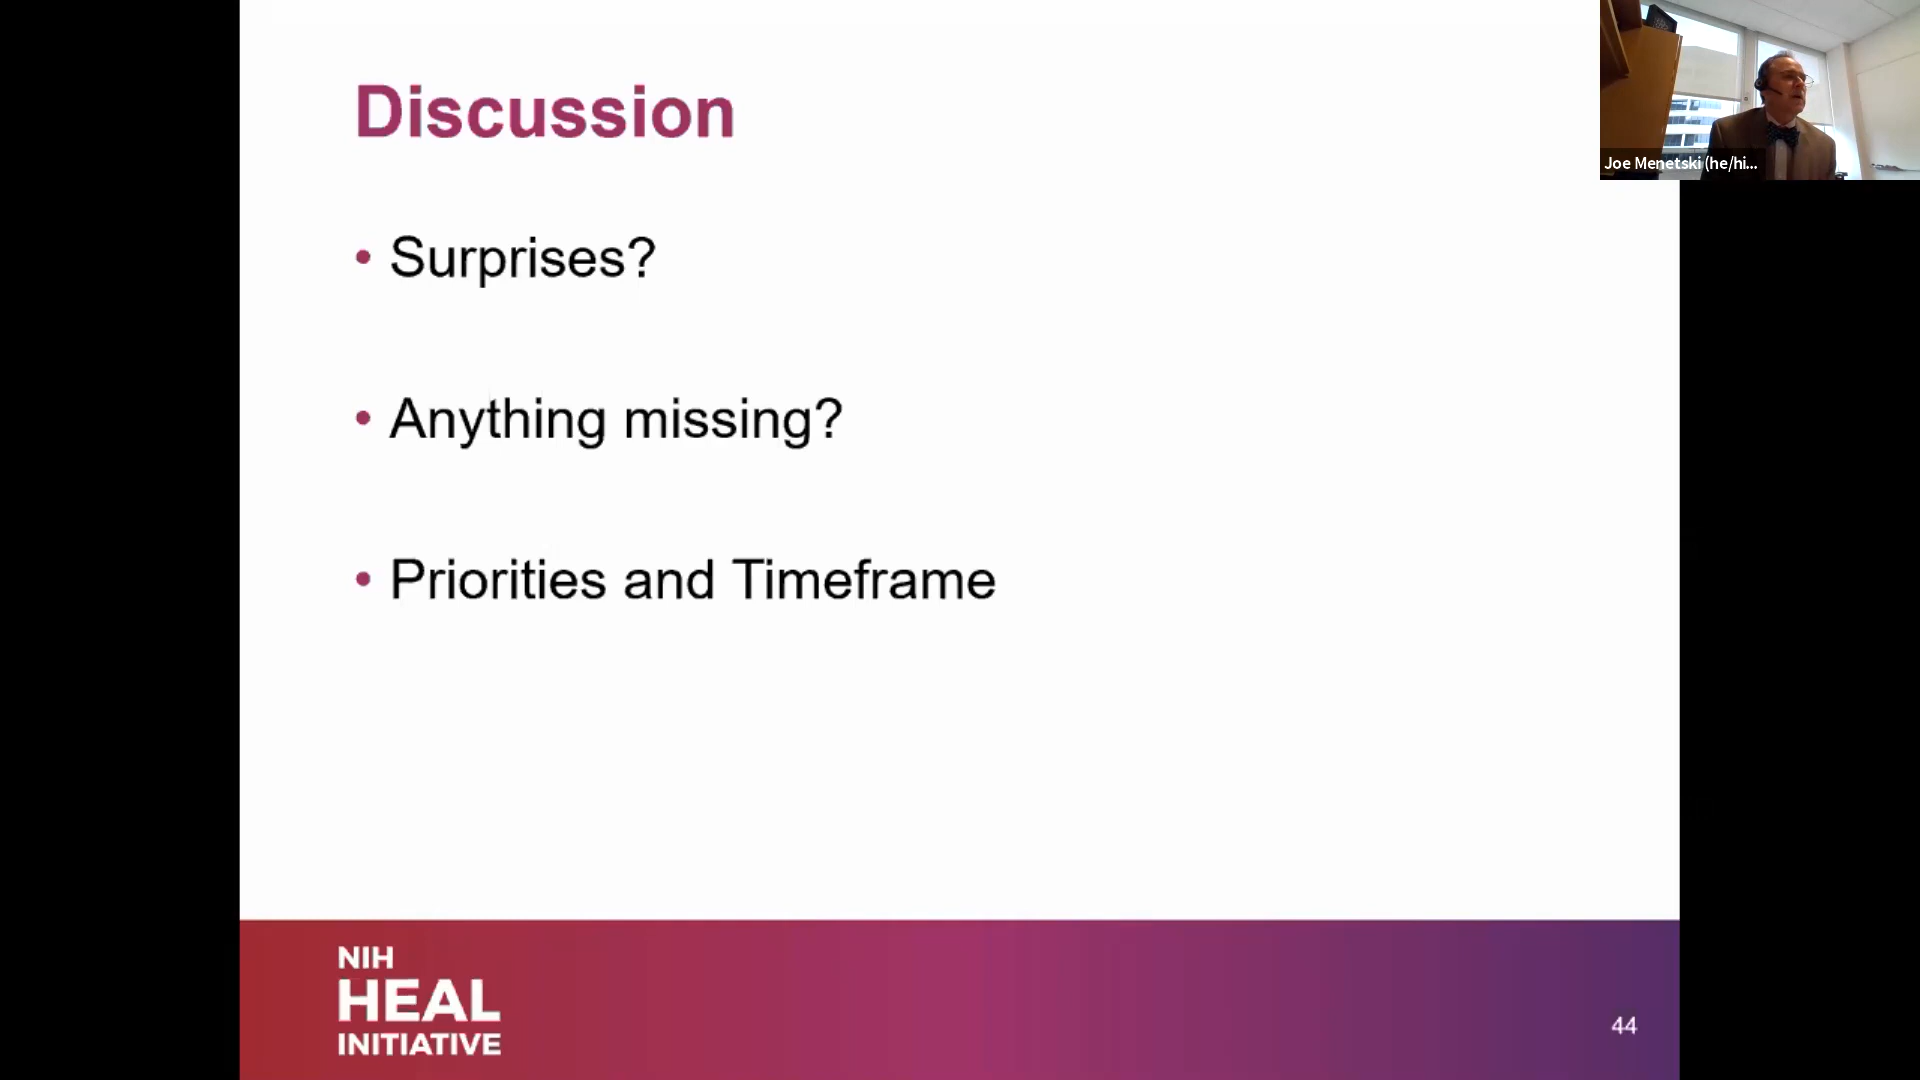 Discussion
• Surprises?
• Anything missing?
• Priorities and Timeframe
NIH
HEAL
INITIATIVE
44
Joe Menetski (he/hi...